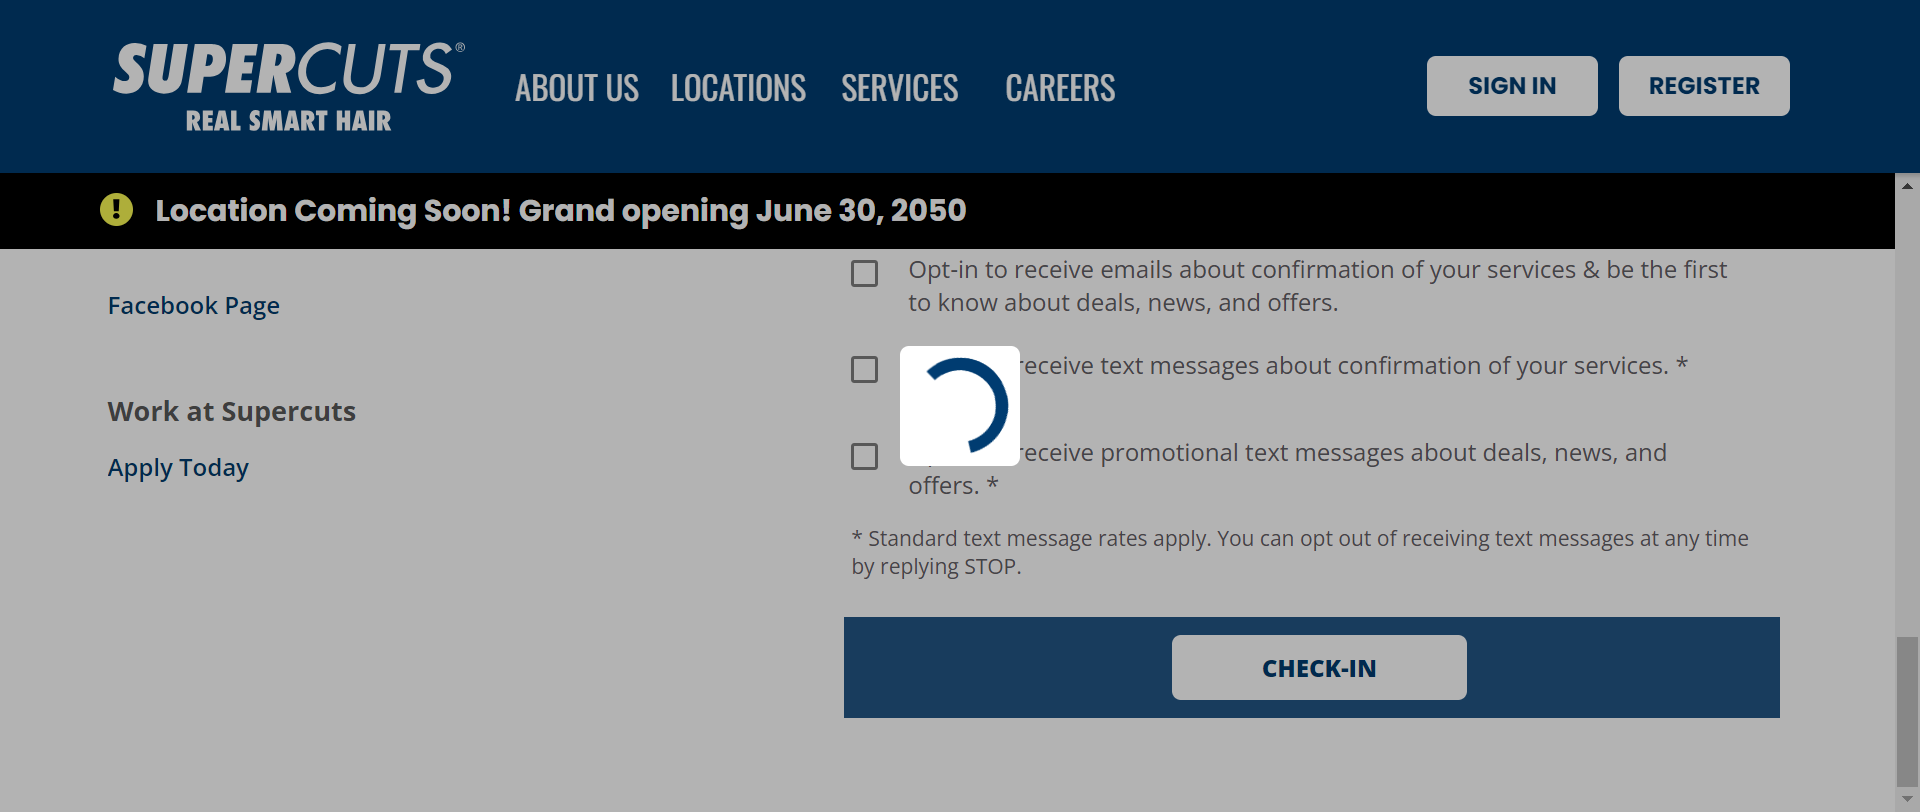 SUPERCUTS®
REAL SMART HAIR
ABOUT US LOCATIONS SERVICES CAREERS
SIGN IN REGISTER
Location Coming Soon! Grand opening June 30, 2050
Facebook Page
Work at Supercuts
Apply Today
Opt-in to receive emails about confirmation of your services & be the first
to know about deals, news, and offers.
receive text messages about confirmation of your services. *
receive promotional text messages about deals, news, and
offers. *
* Standard text message rates apply. You can opt out of receiving text messages at any time
by replying STOP.
CHECK-IN